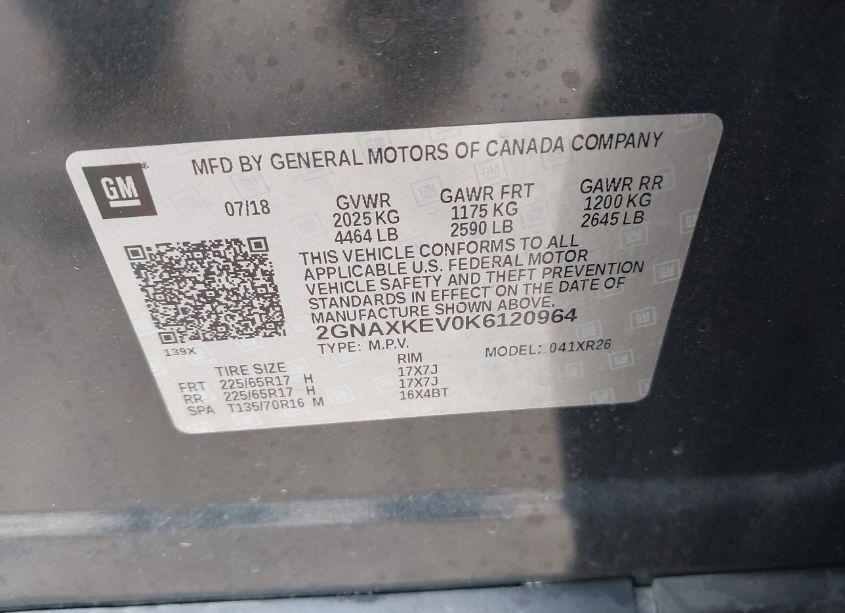 GM
MFD BY GENERAL MOTORS OF CANADA COMPANY
07/18 GVWR GAWR FRT GAWR RR
2025 KG 1175 KG 1200 KG
4464 LB 2590 LB 2645 LB
THIS VEHICLE CONFORMS TO ALL
APPLICABLE U.S. FEDERAL MOTOR
VEHICLE SAFETY AND THEFT PREVENTION
STANDARDS IN EFFECT ON THE DATE OF
MANUFACTURE SHOWN ABOVE.
2GNAXKEV0K6120964
139X TYPE: M.P.V. MODEL: 041XR26
TIRE SIZE RIM
FRT 225/65R17 H 17X7J
RR 225/65R17 H 17X7J
SPA T135/70R16 M 16X4BT